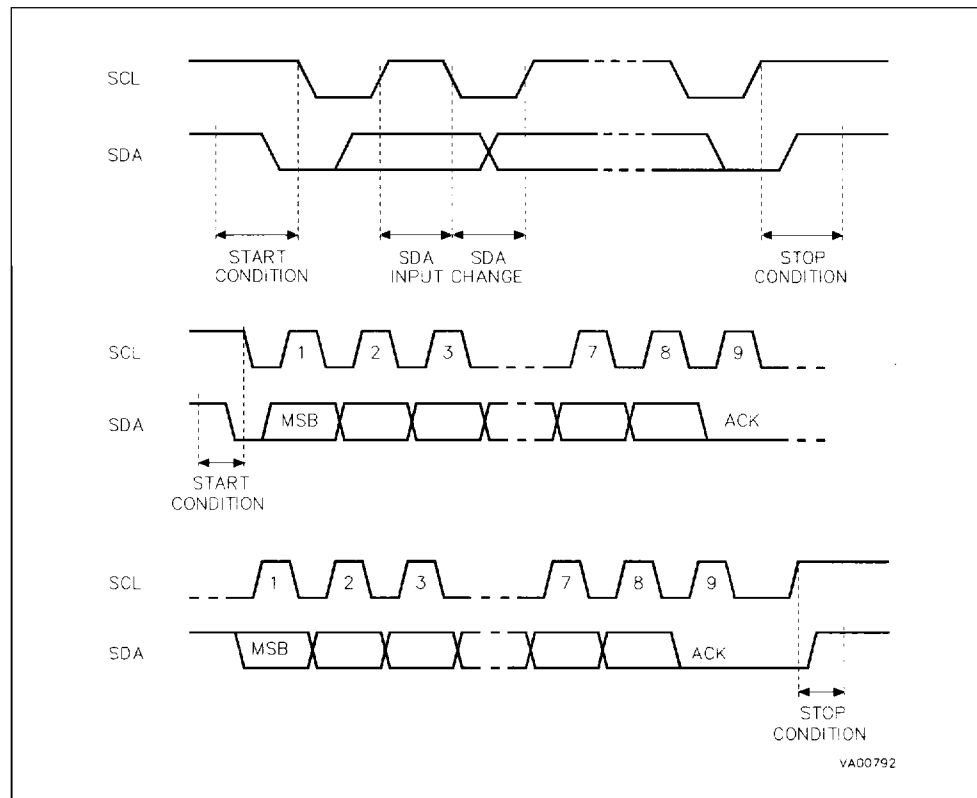 SCL
SDA
START
CONDITION
SDA
INPUT
SDA
CHANGE
STOP
CONDITION
SCL
1 2 3 7 8 9
SDA
MSB
ACK
START
CONDITION
SCL
1 2 3 7 8 9
SDA
MSB
ACK
STOP
CONDITION
VA00792